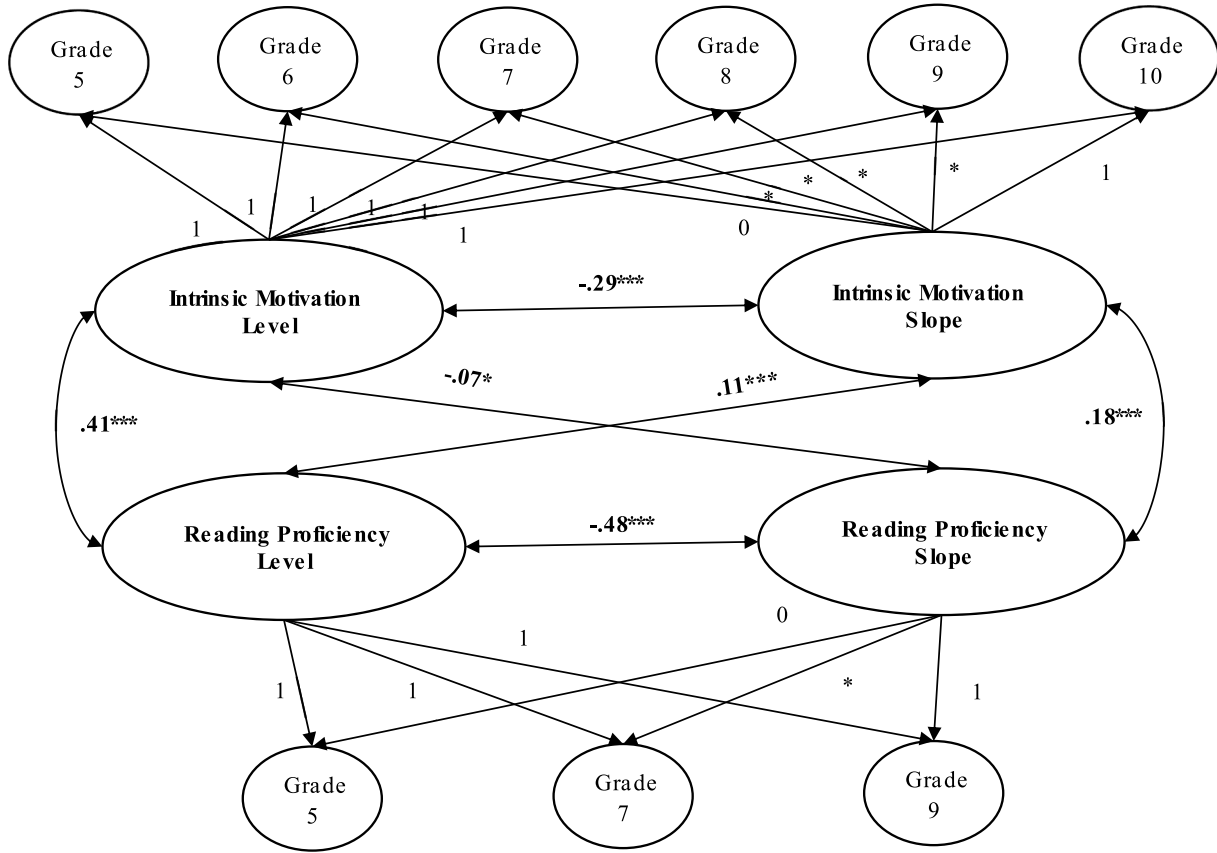 Grade
5
Grade
6
Grade
7
Grade
8
Grade
9
Grade
10
1
1
1
1
1
1
0
*
*
*
*
1
Intrinsic Motivation
Level
-.29***
Intrinsic Motivation
Slope
-.07*
.11***
.41***
.18***
Reading Proficiency
Level
-.48***
Reading Proficiency
Slope
1
1
1
0
*
1
Grade
5
Grade
7
Grade
9